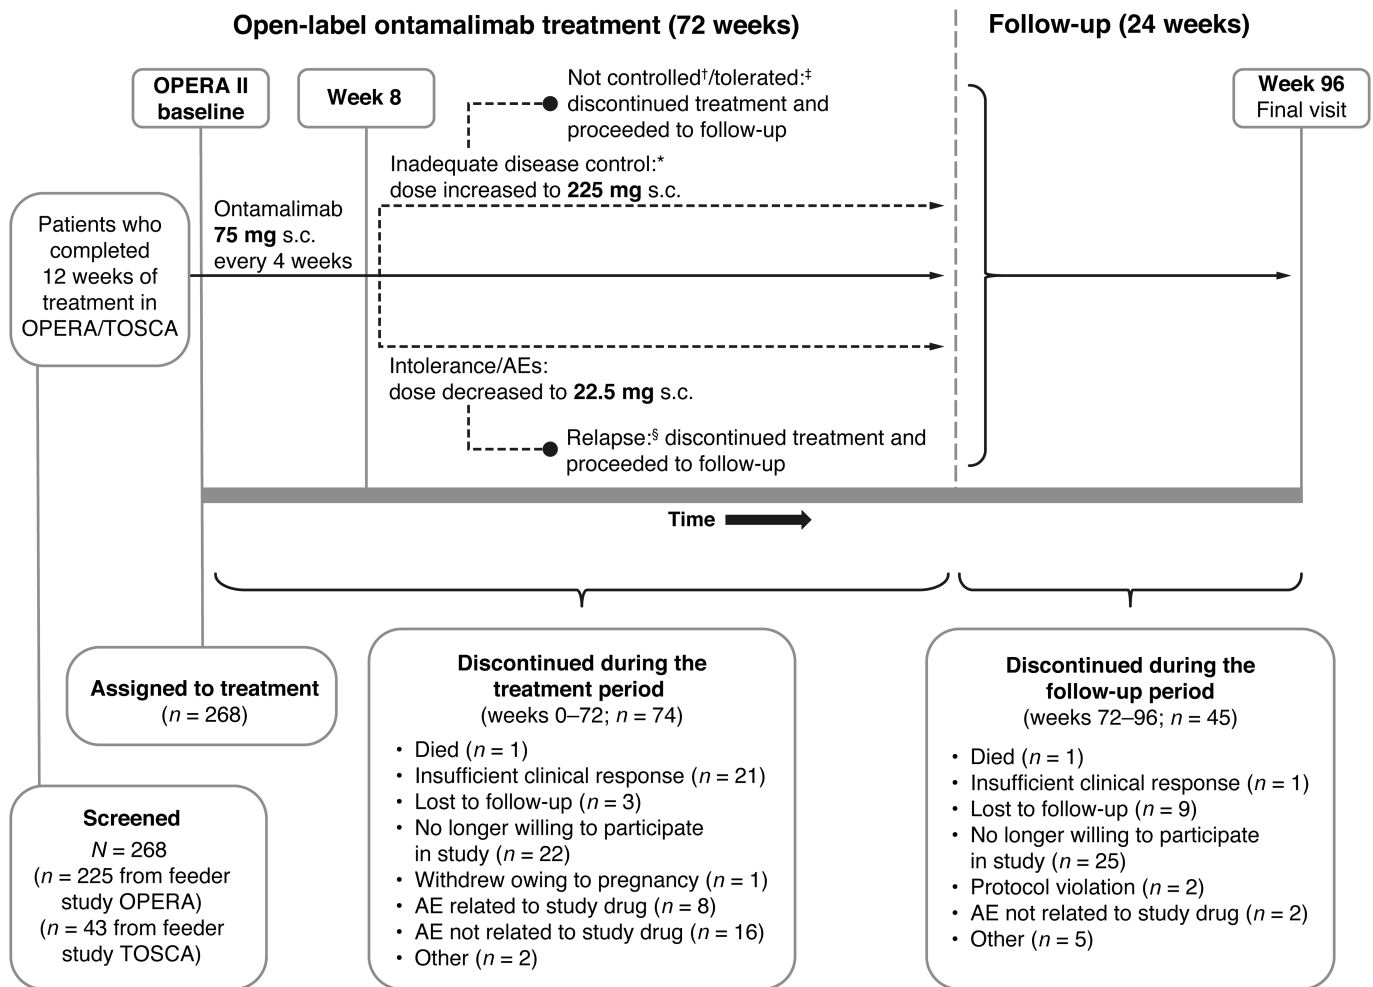 Open-label ontamalimab treatment (72 weeks)
Follow-up (24 weeks)
OPERA II
baseline
Week 8
Not controlled†/tolerated:‡
discontinued treatment and
proceeded to follow-up
Week 96
Final visit
Inadequate disease control:*
dose increased to 225 mg s.c.
Patients who
completed
12 weeks of
treatment in
OPERA/TOSCA
Ontamalimab
75 mg s.c.
every 4 weeks
Intolerance/AEs:
dose decreased to 22.5 mg s.c.
Relapse:§ discontinued treatment and
proceeded to follow-up
Time
Assigned to treatment
(n = 268)
Screened
N = 268
(n = 225 from feeder
study OPERA)
(n = 43 from feeder
study TOSCA)
Discontinued during the
treatment period
(weeks 0–72; n = 74)
• Died (n = 1)
• Insufficient clinical response (n = 21)
• Lost to follow-up (n = 3)
• No longer willing to participate
in study (n = 22)
• Withdrew owing to pregnancy (n = 1)
• AE related to study drug (n = 8)
• AE not related to study drug (n = 16)
• Other (n = 2)
Discontinued during the
follow-up period
(weeks 72–96; n = 45)
• Died (n = 1)
• Insufficient clinical response (n = 1)
• Lost to follow-up (n = 9)
• No longer willing to participate
in study (n = 25)
• Protocol violation (n = 2)
• AE not related to study drug (n = 2)
• Other (n = 5)